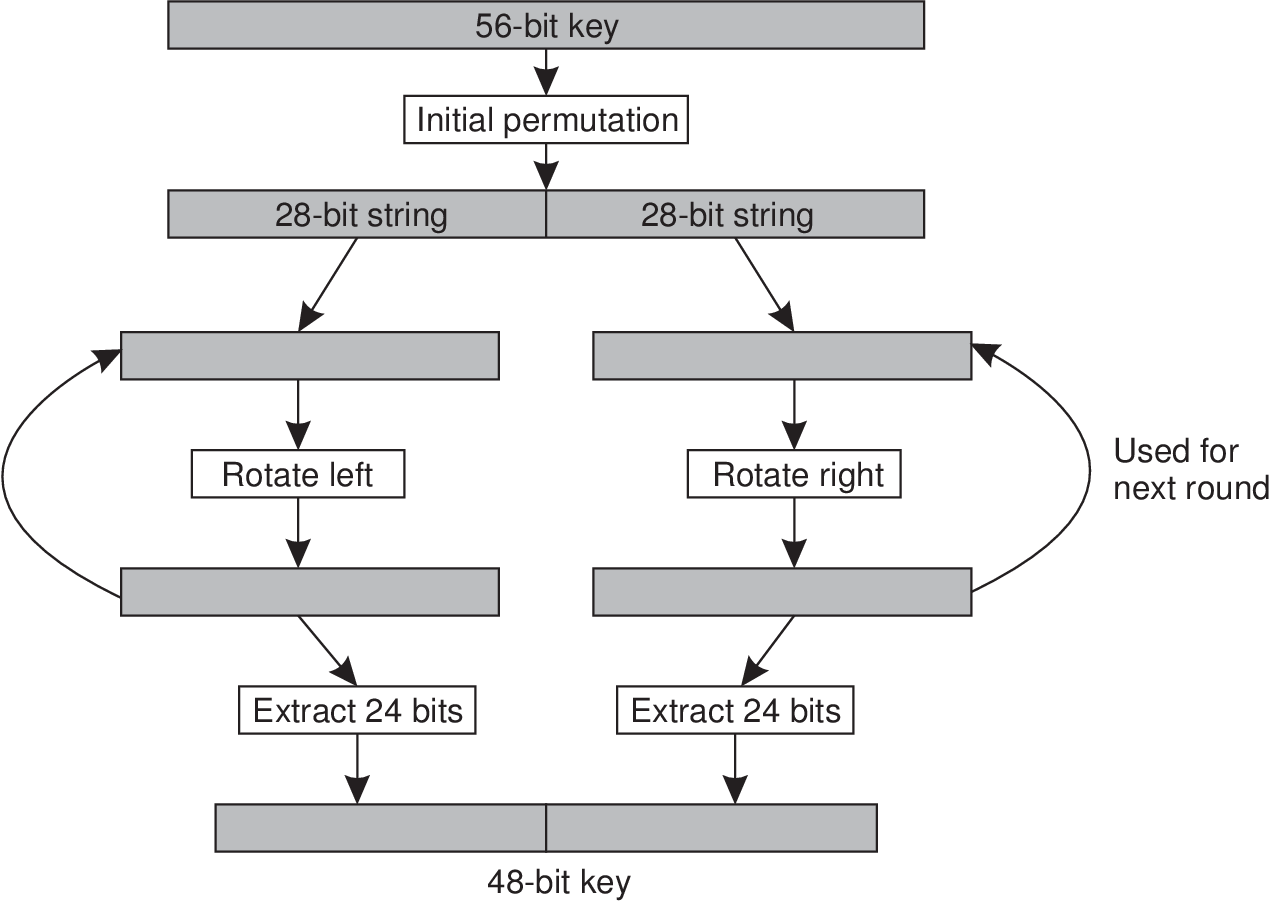 56-bit key
Initial permutation
28-bit string
28-bit string
Rotate left
Rotate right
Used for
next round
Extract 24 bits
Extract 24 bits
48-bit key